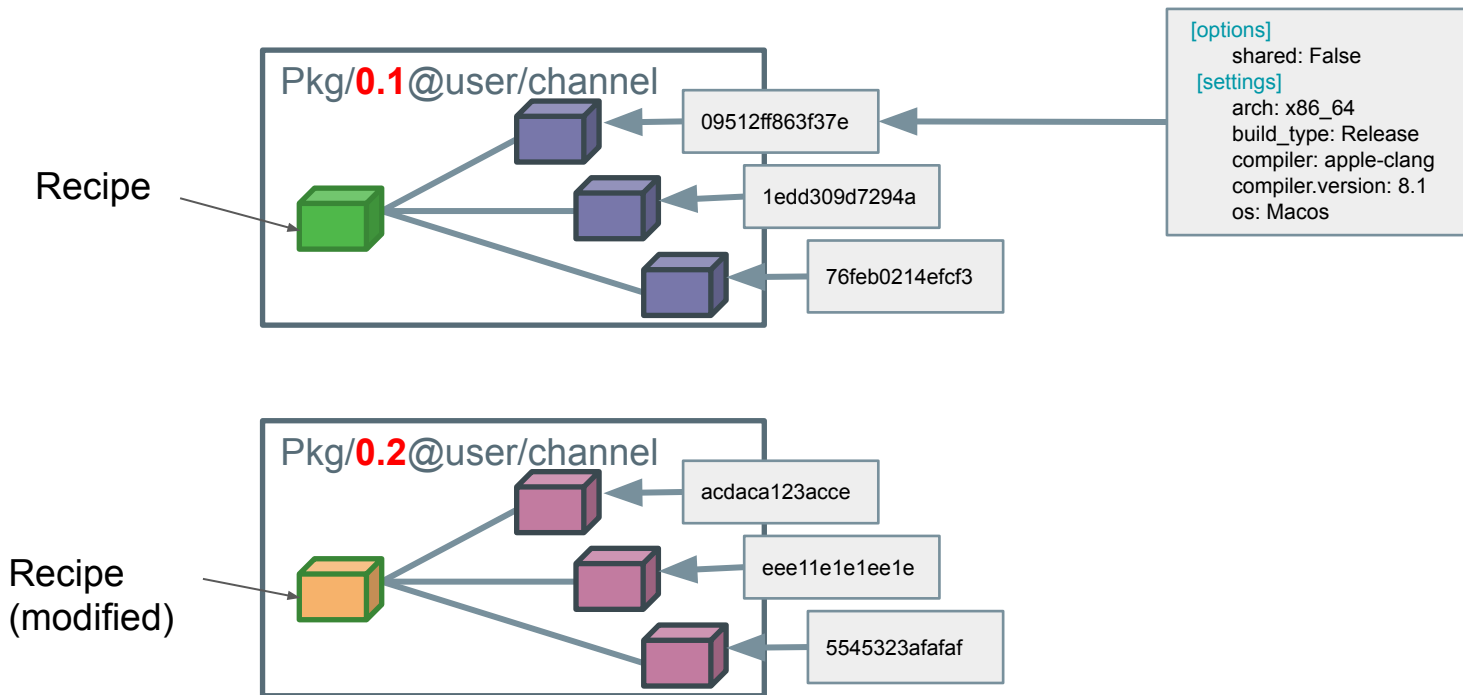 [options]
shared: False
[settings]
arch: x86_64
build_type: Release
compiler: apple-clang
compiler.version: 8.1
os: Macos
Pkg/0.1@user/channel
09512ff863f37e
Recipe
1edd309d7294a
76feb0214efcf3
Pkg/0.2@user/channel
acdaca123acce
Recipe
(modified)
eee11e1e1ee1e
5545323afafaf